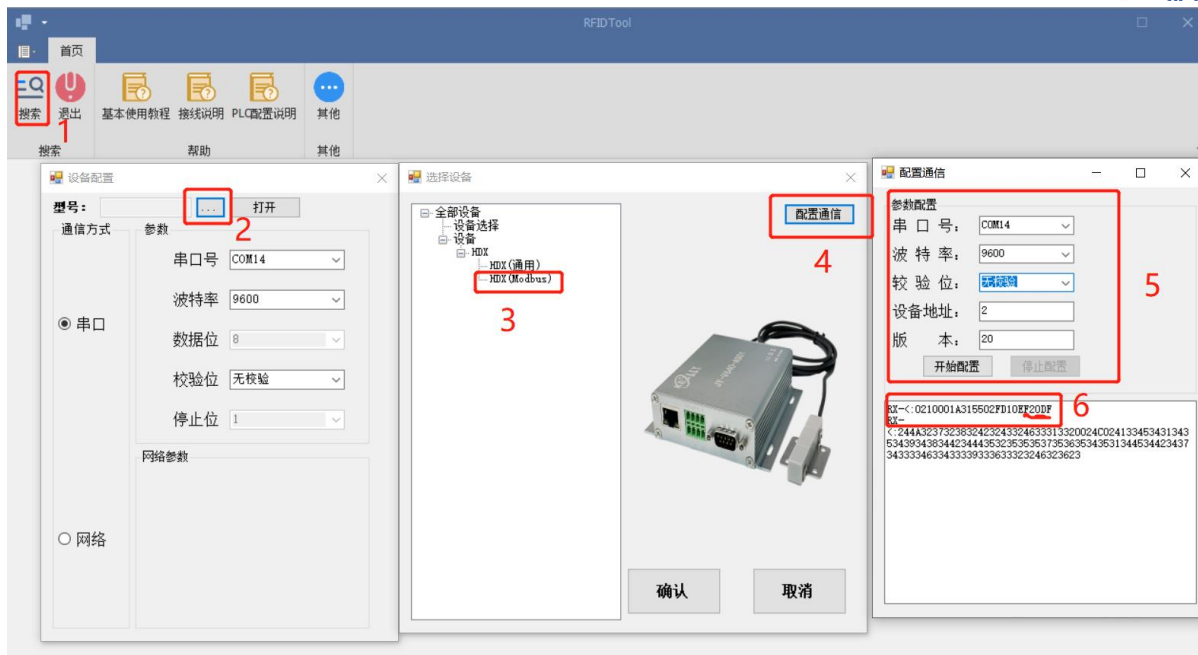 RFIDTool
首页
搜索 退出 基本使用教程 接线说明 PLC配置说明 其他
1
搜索 帮助 其他
设备配置
型号： ... 打开
2
通信方式 参数
串口号 COM14
波特率 9600
串口
数据位 8
校验位 无校验
停止位 1
网络参数
网络
选择设备
配置通信
4
全部设备
设备选择
设备
HDX
HDX(通用)
HDX(Modbus)
3
确认 取消
配置通信
参数配置
串 口 号： COM14
波 特 率： 9600
较 验 位： 无校验
5
设备地址： 2
版 本： 20
开始配置 停止配置
RX-<:0210001A315502FD10EF20DF
6
RX-